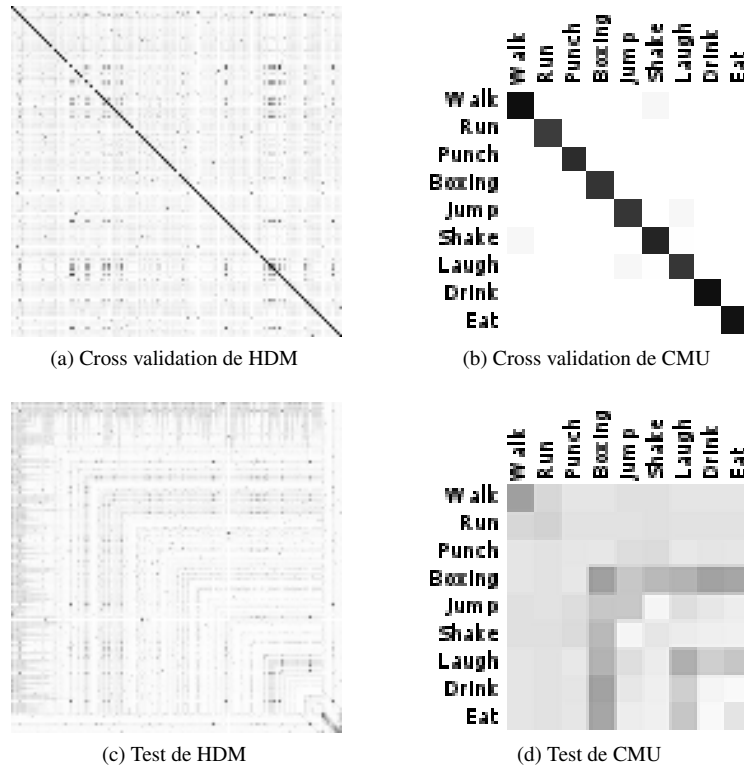 Walk Run Punch Boxing Jump Shake Laugh Drink Eat
Walk
Run
Punch
Boxing
Jump
Shake
Laugh
Drink
Eat
(a) Cross validation de HDM
(b) Cross validation de CMU
Walk Run Punch Boxing Jump Shake Laugh Drink Eat
Walk
Run
Punch
Boxing
Jump
Shake
Laugh
Drink
Eat
(c) Test de HDM
(d) Test de CMU